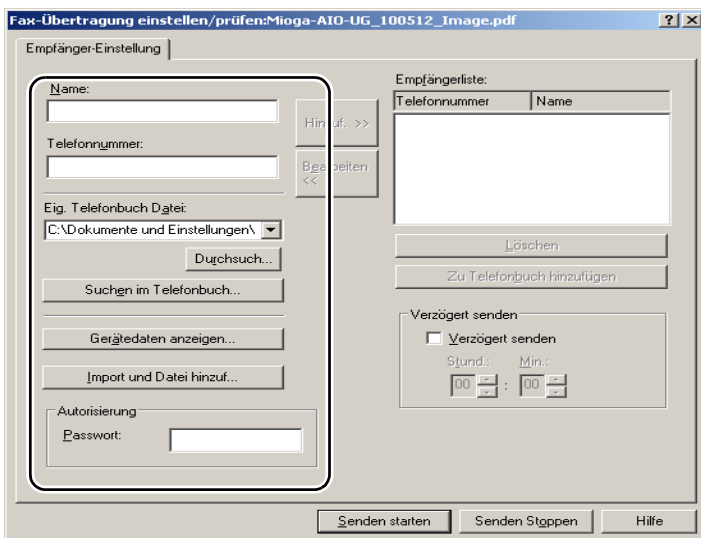 Fax-Übertragung einstellen/prüfen:Mioga-AIO-UG_100512_Image.pdf
Empfänger-Einstellung
Name:
Telefonnummer:
Eig. Telefonbuch Datei:
C:\Dokumente und Einstellungen\
Durchsuch...
Suchen im Telefonbuch...
Gerätedaten anzeigen...
Import und Datei hinzuf...
Autorisierung
Passwort:
Hinzuf. >>
Bearbeiten
<<
Empfängerliste:
Telefonnummer Name
Löschen
Zu Telefonbuch hinzufügen
Verzögert senden
Verzögert senden
Stund.: Min.:
00 : 00
Senden starten Senden Stoppen Hilfe